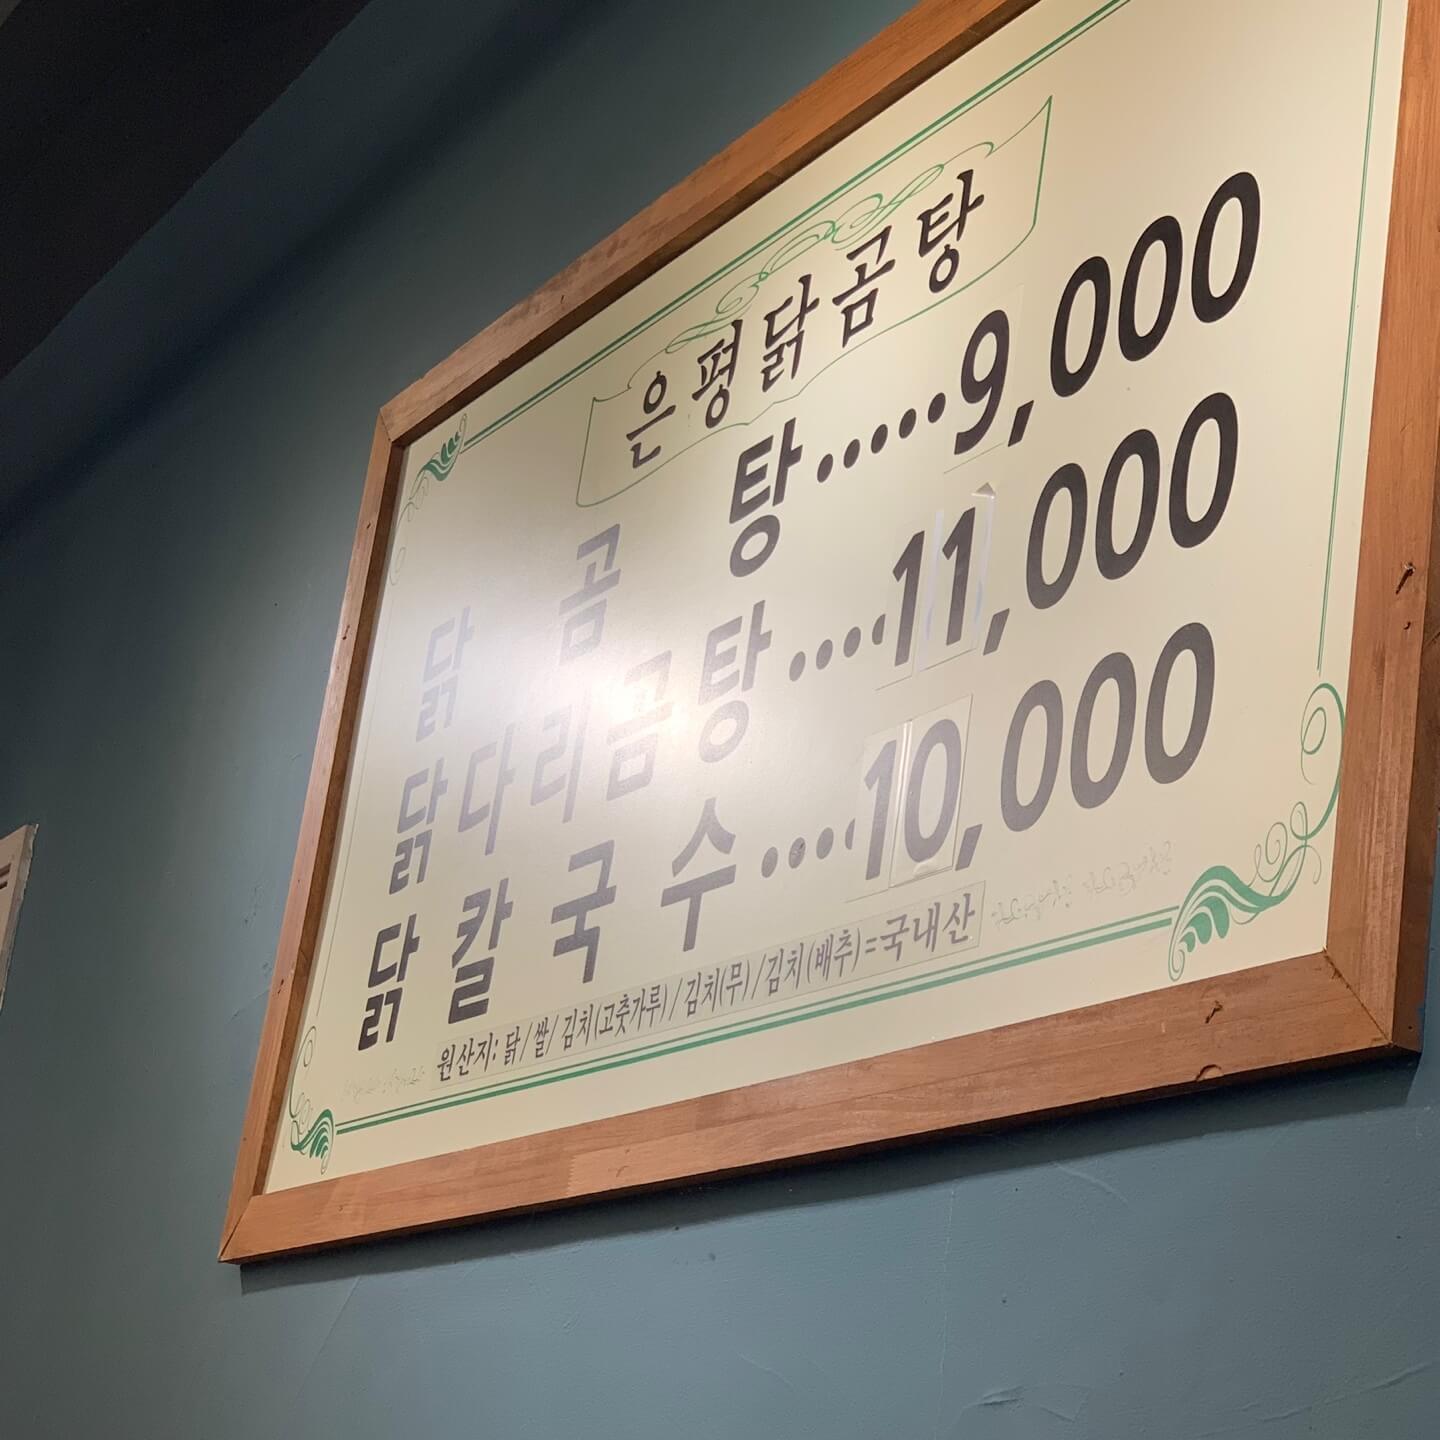 은평닭곰탕
닭 곰 탕·····9,000
닭다리곰탕····11,000
닭 칼 국 수····10,000
원산지: 닭/쌀/김치(고춧가루)/김치(무)/김치(배추)=국내산